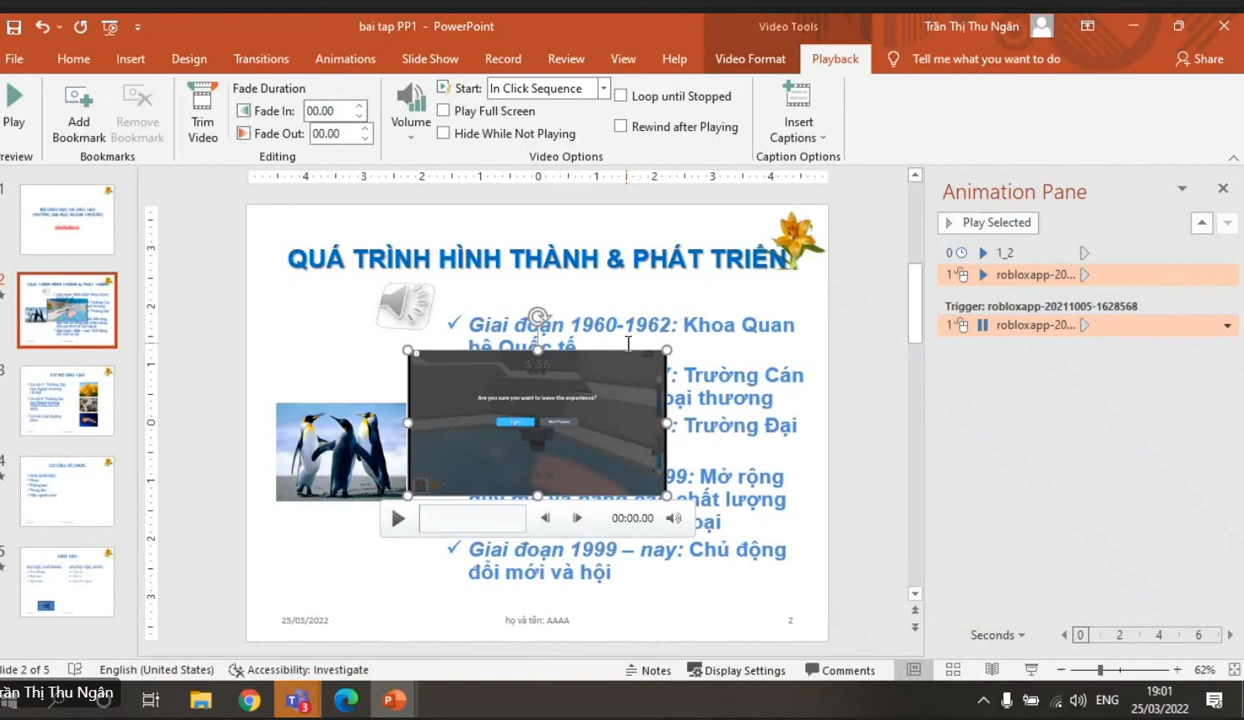 bai tap PP1 - PowerPoint
Video Tools
Trần Thị Thu Ngân
File Home Insert Design Transitions Animations Slide Show Record Review View Help Video Format Playback Tell me what you want to do Share
Play
Add Bookmark
Remove Bookmark
Bookmarks
Trim Video
Fade Duration
Fade In: 00.00
Fade Out: 00.00
Editing
Volume
Start: In Click Sequence
Play Full Screen
Hide While Not Playing
Loop until Stopped
Rewind after Playing
Video Options
Insert Captions
Caption Options
Animation Pane
Play Selected
0 1_2
1 robloxapp-20...
Trigger: robloxapp-20211005-1628568
1 robloxapp-20...
QUÁ TRÌNH HÌNH THÀNH & PHÁT TRIỂN
Giai đoạn 1960-1962: Khoa Quan
hệ Quốc tế
Trường Cán
oại thương
: Trường Đại
99: Mở rộng
chất lượng
oại
Giai đoạn 1999 – nay: Chủ động
đổi mới và hội
3:36
Are you sure you want to leave the experience?
00:00.00
25/03/2022
họ và tên: AAAA
2
Seconds 0 2 4 6
lide 2 of 5
English (United States)
Accessibility: Investigate
Notes
Display Settings
Comments
62%
rần Thị Thu Ngân
ENG
19:01
25/03/2022